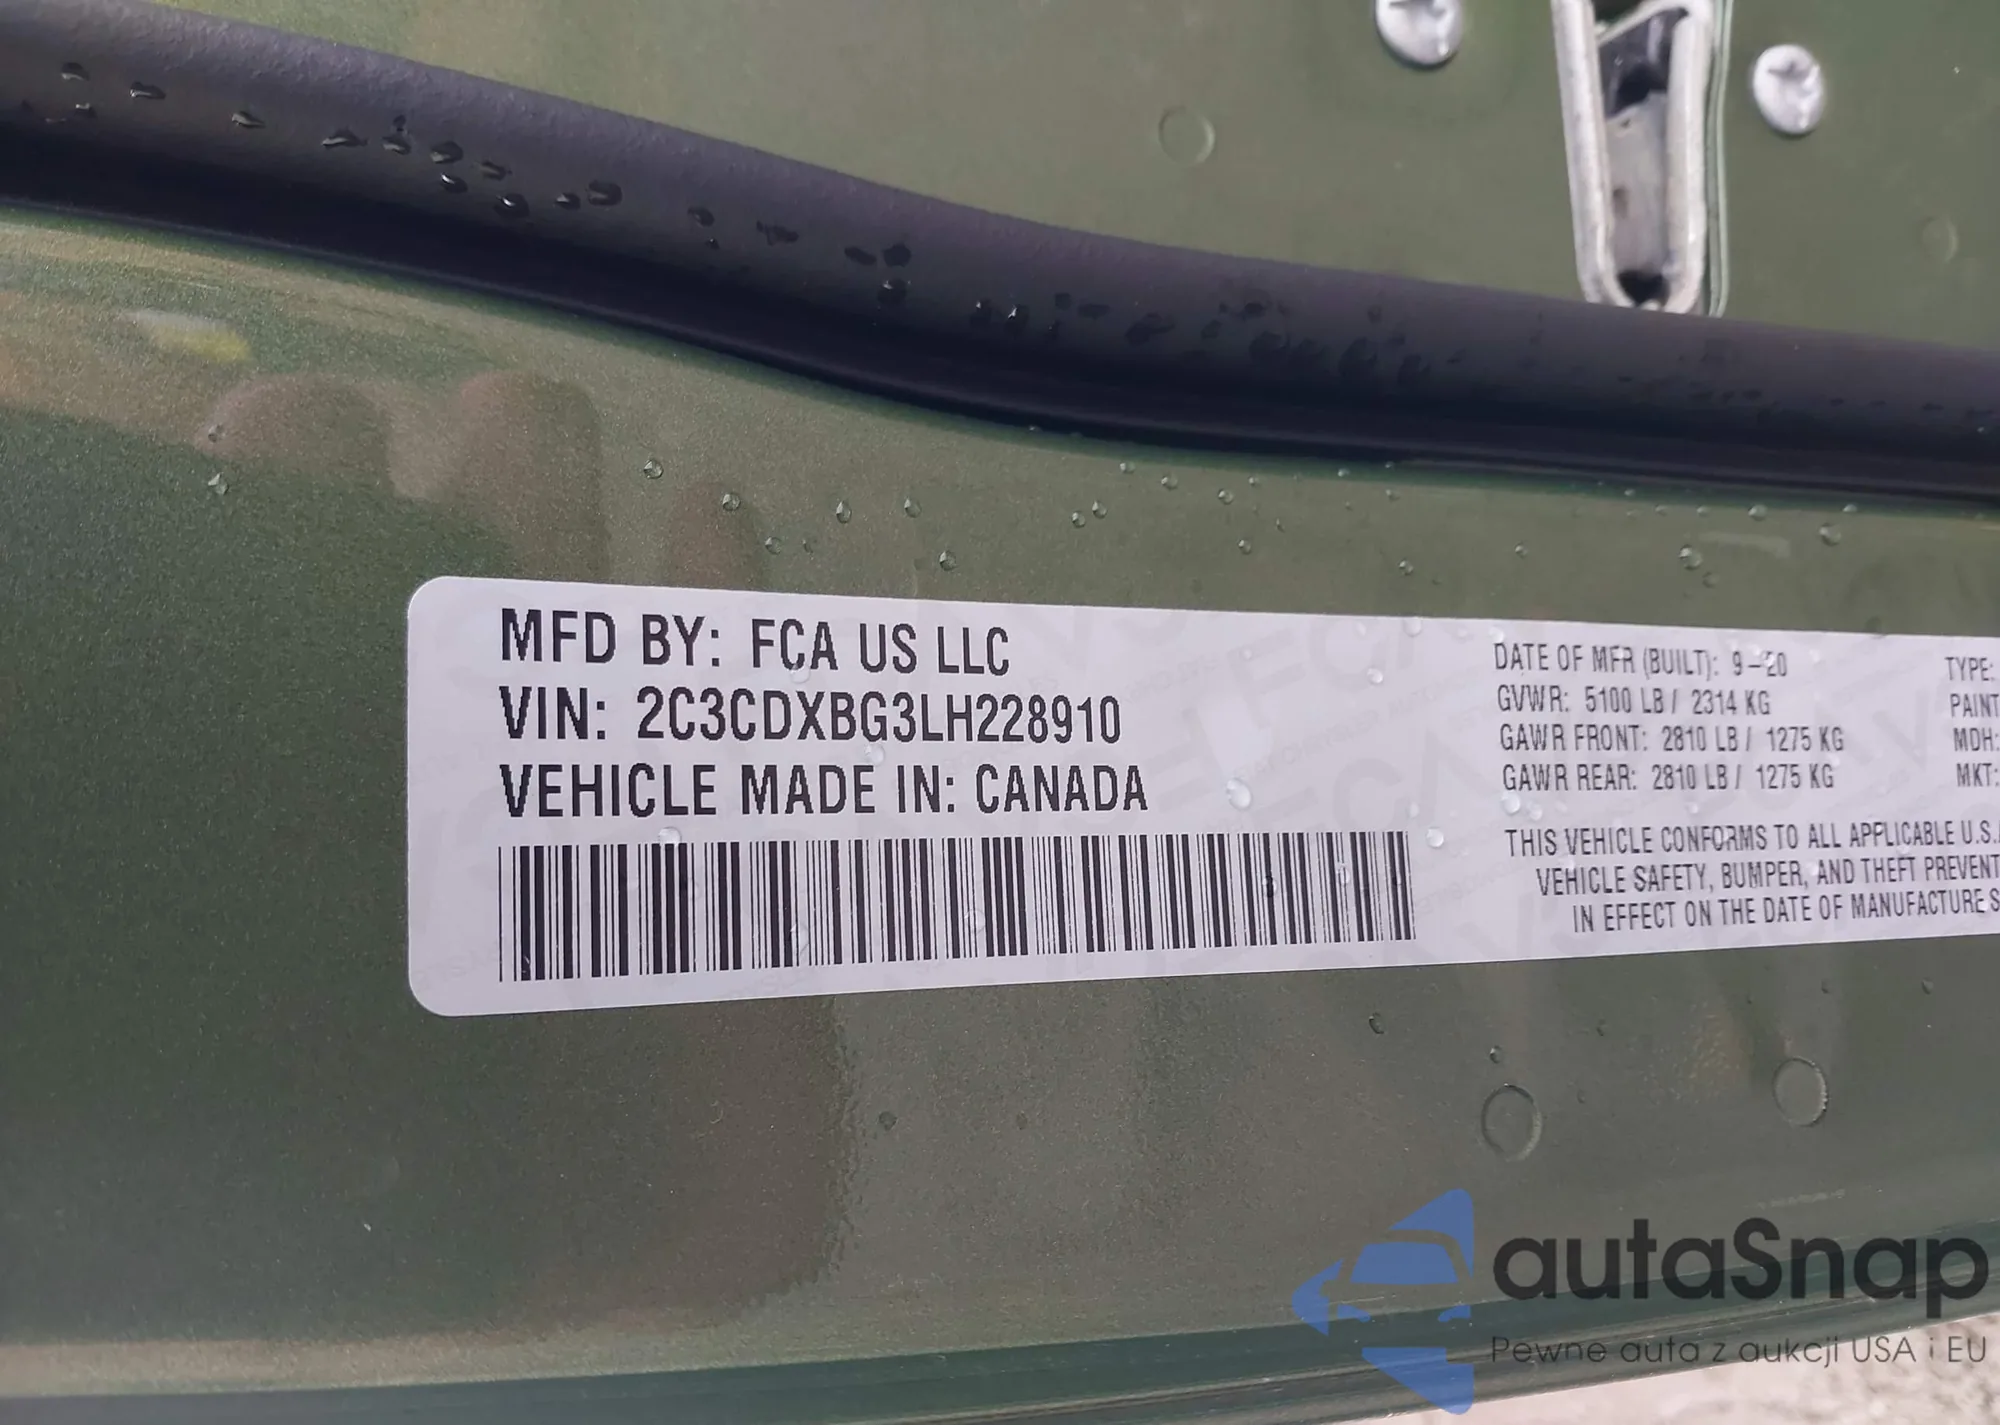 MFD BY: FCA US LLC
VIN: 2C3CDXBG3LH228910
VEHICLE MADE IN: CANADA
DATE OF MFR (BUILT): 9-20
GVWR: 5100 LB / 2314 KG
GAWR FRONT: 2810 LB / 1275 KG
GAWR REAR: 2810 LB / 1275 KG
THIS VEHICLE CONFORMS TO ALL APPLICABLE U.S.
VEHICLE SAFETY, BUMPER, AND THEFT PREVENT
IN EFFECT ON THE DATE OF MANUFACTURE S
TYPE:
PAINT
MDH:
MKT:
autaSnap
Pewne auta z aukcji USA i EU